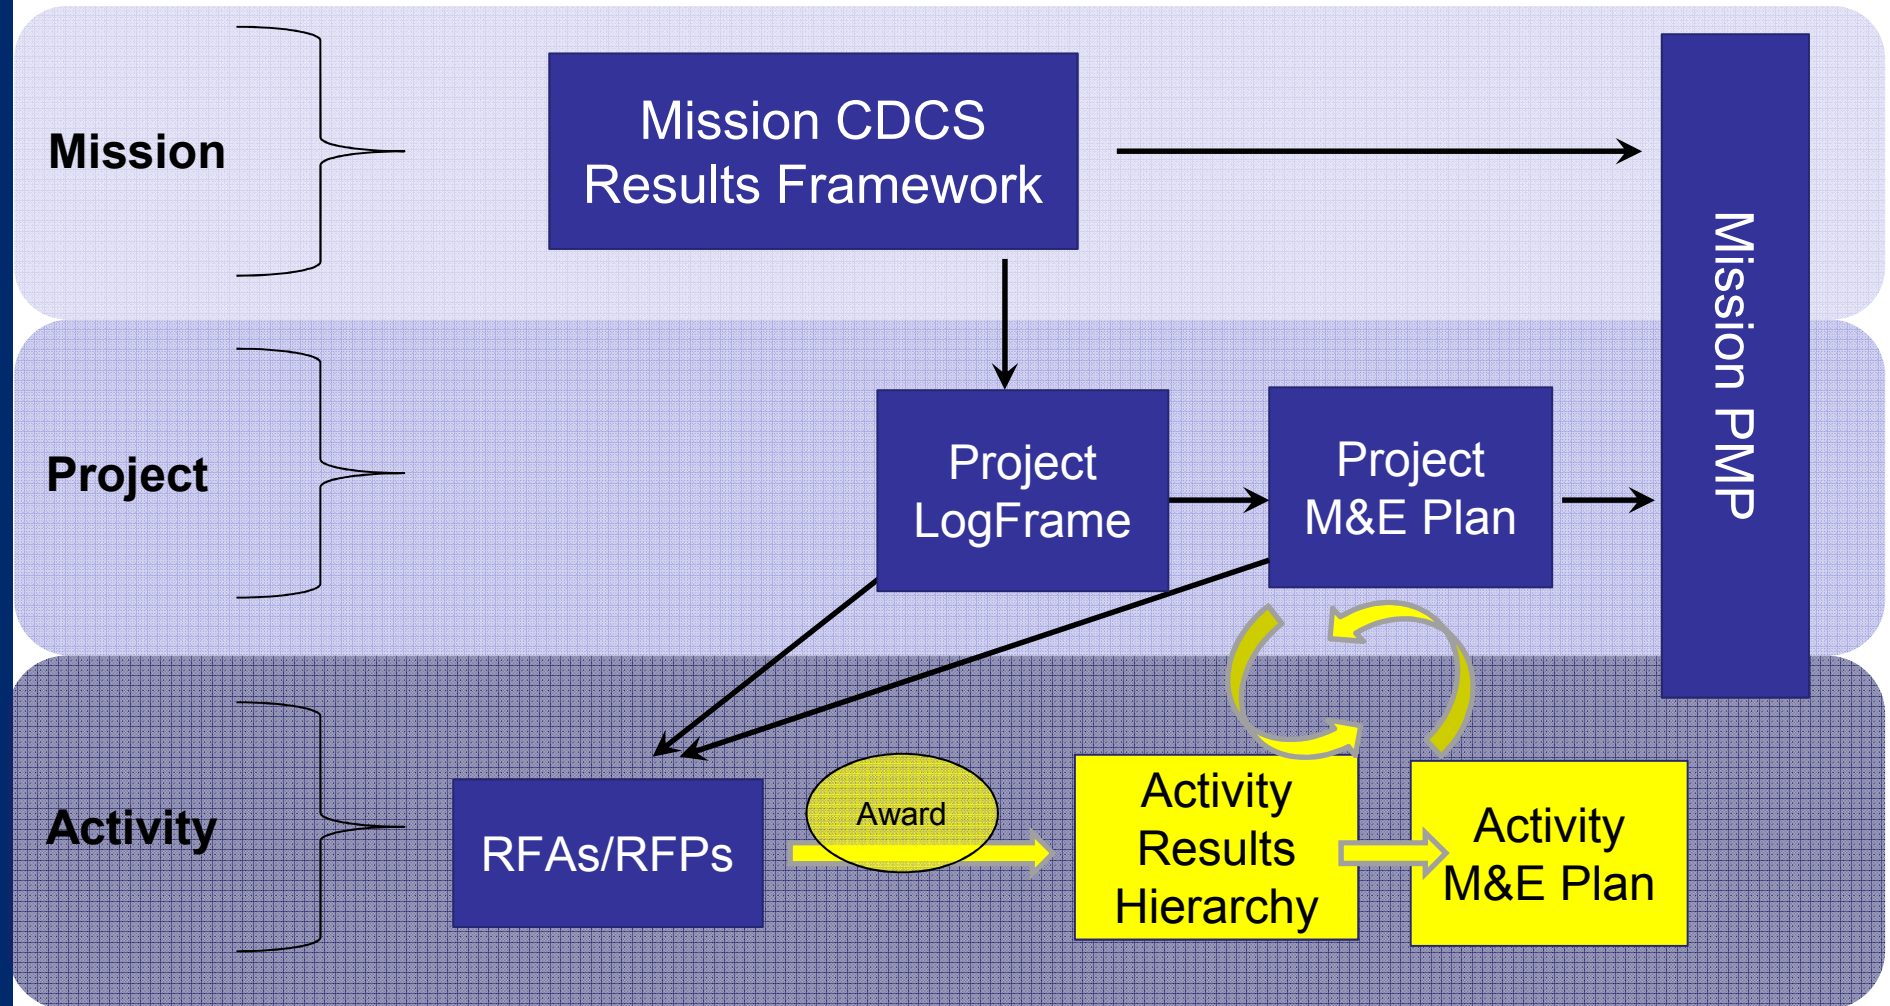 Mission
Mission CDCS
Results Framework
Mission PMP
Project
Project
LogFrame
Project
M&E Plan
Activity
RFAs/RFPs
Award
Activity
Results
Hierarchy
Activity
M&E Plan